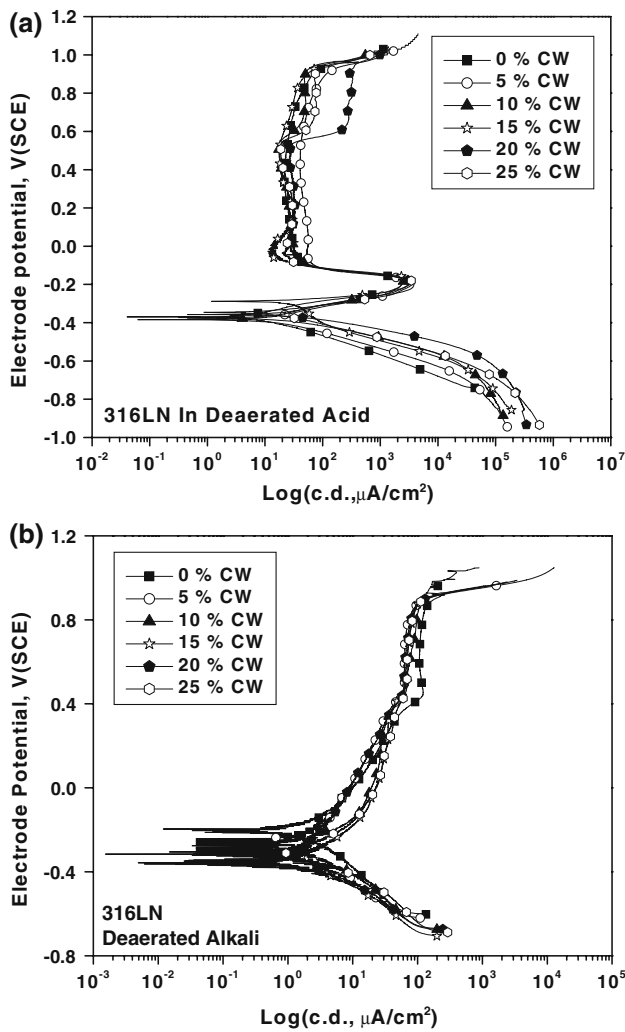 (a)
1.0
0.8
0.6
0.4
0.2
0.0
-0.2
-0.4
-0.6
-0.8
-1.0
Electrode potential, V(SCE)
0 % CW
5 % CW
10 % CW
15 % CW
20 % CW
25 % CW
316LN In Deaerated Acid
10⁻² 10⁻¹ 10⁰ 10¹ 10² 10³ 10⁴ 10⁵ 10⁶ 10⁷
Log(c.d.,μA/cm²)
(b)
1.2
0.8
0.4
0.0
-0.4
-0.8
Electrode Potential, V(SCE)
0 % CW
5 % CW
10 % CW
15 % CW
20 % CW
25 % CW
316LN
Deaerated Alkali
10⁻³ 10⁻² 10⁻¹ 10⁰ 10¹ 10² 10³ 10⁴ 10⁵
Log(c.d., μA/cm²)